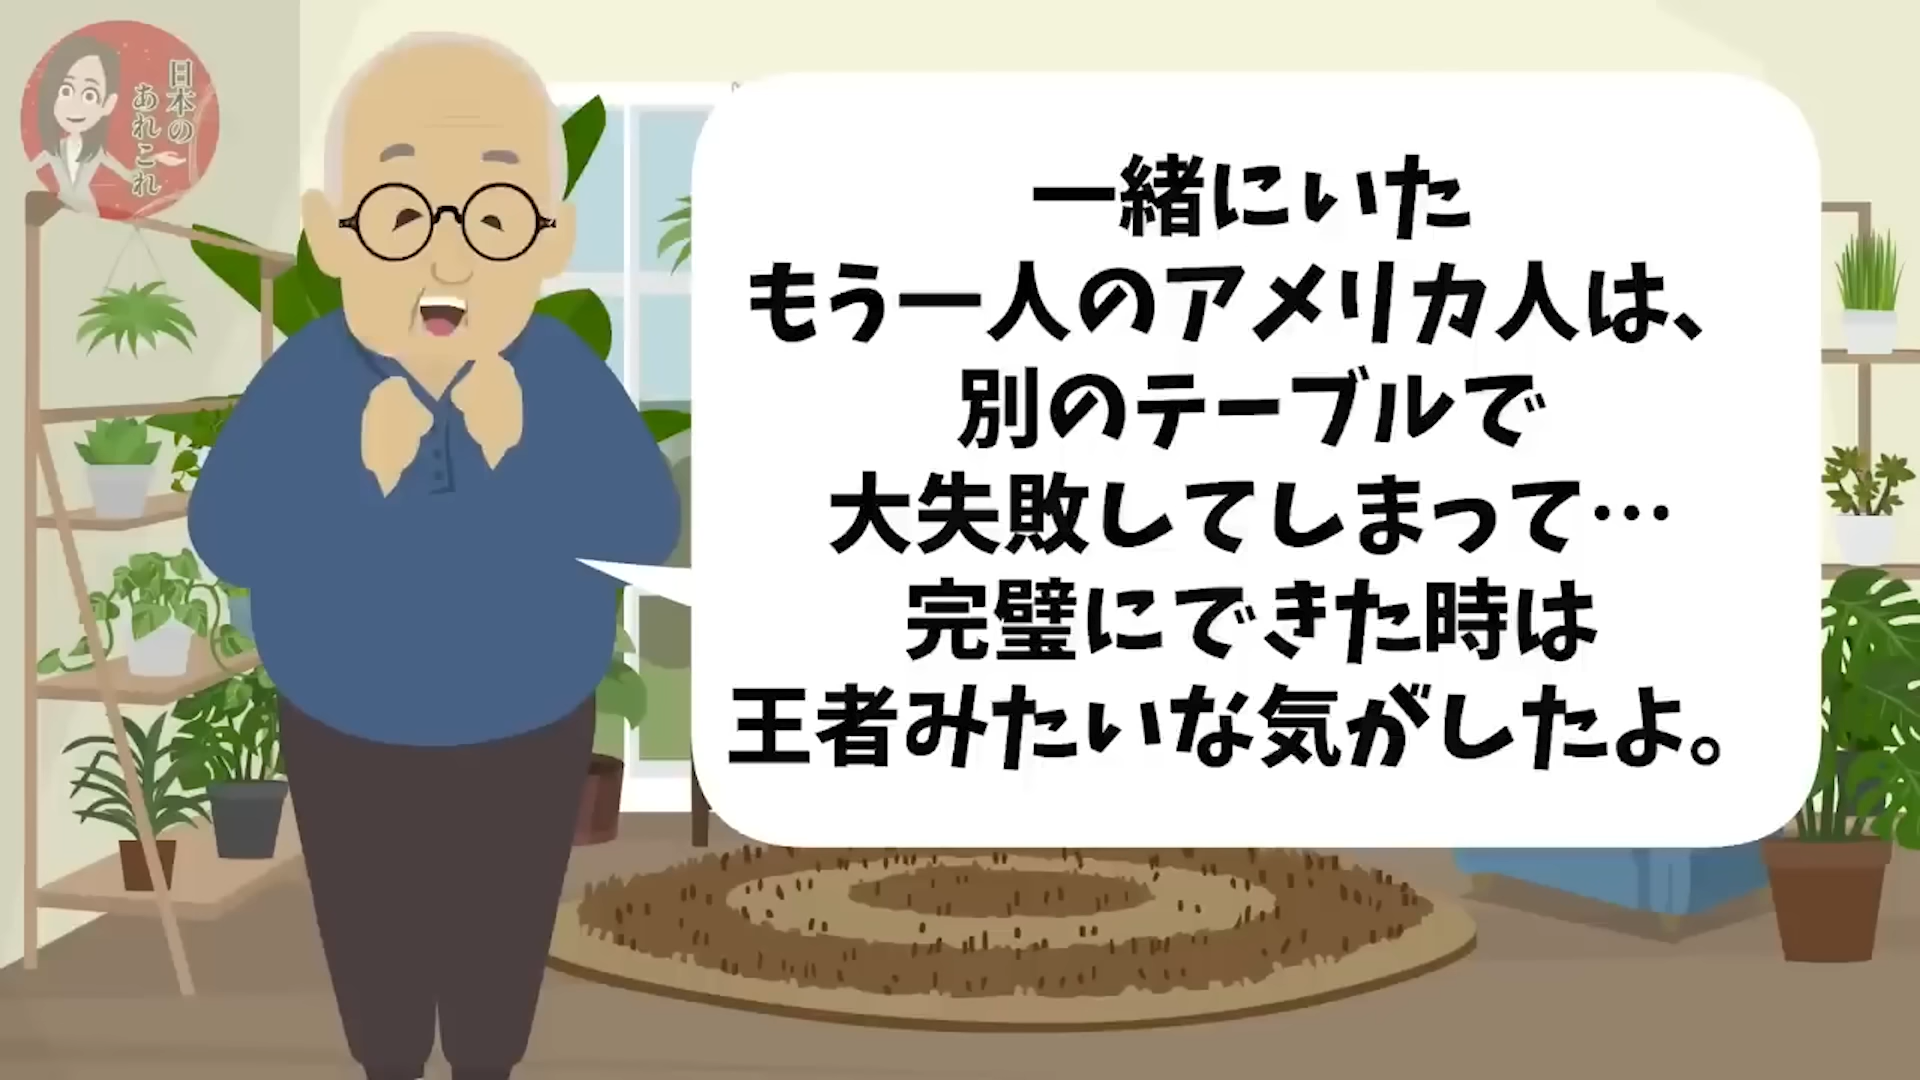 日本の
あれこれ
一緒にいた
もう一人のアメリカ人は、
別のテーブルで
大失敗してしまって…
完璧にできた時は
王者みたいな気がしたよ。